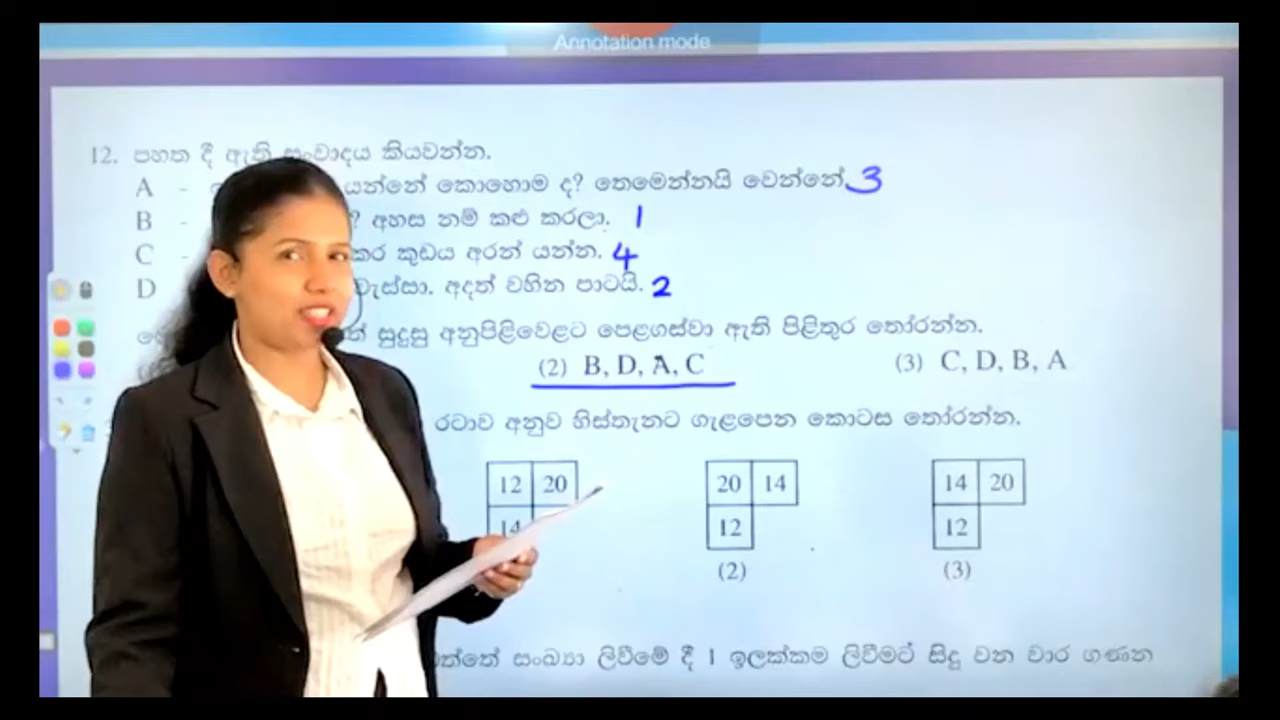 Annotation mode
12. පහත දී ඇති සංවාදය කියවන්න.
A - යන්නේ කොහොම ද? තෙමෙන්නයි වෙන්නේ. 3
B - ? අහස නම් කළු කරලා. 1
C - කර කුඩය අරන් යන්න. 4
D වැස්සා. අදත් වහින පාටයි. 2
සුදුසු අනුපිළිවෙළට පෙළගස්වා ඇති පිළිතුර තෝරන්න.
(2) B, D, A, C (3) C, D, B, A
රටාව අනුව හිස්තැනට ගැළපෙන කොටස තෝරන්න.
12 20 20 14 14 20
14 12 12
(2) (3)
සංඛ්‍යා ලිවීමේ දී 1 ඉලක්කම ලිවීමට සිදු වන වාර ගණන